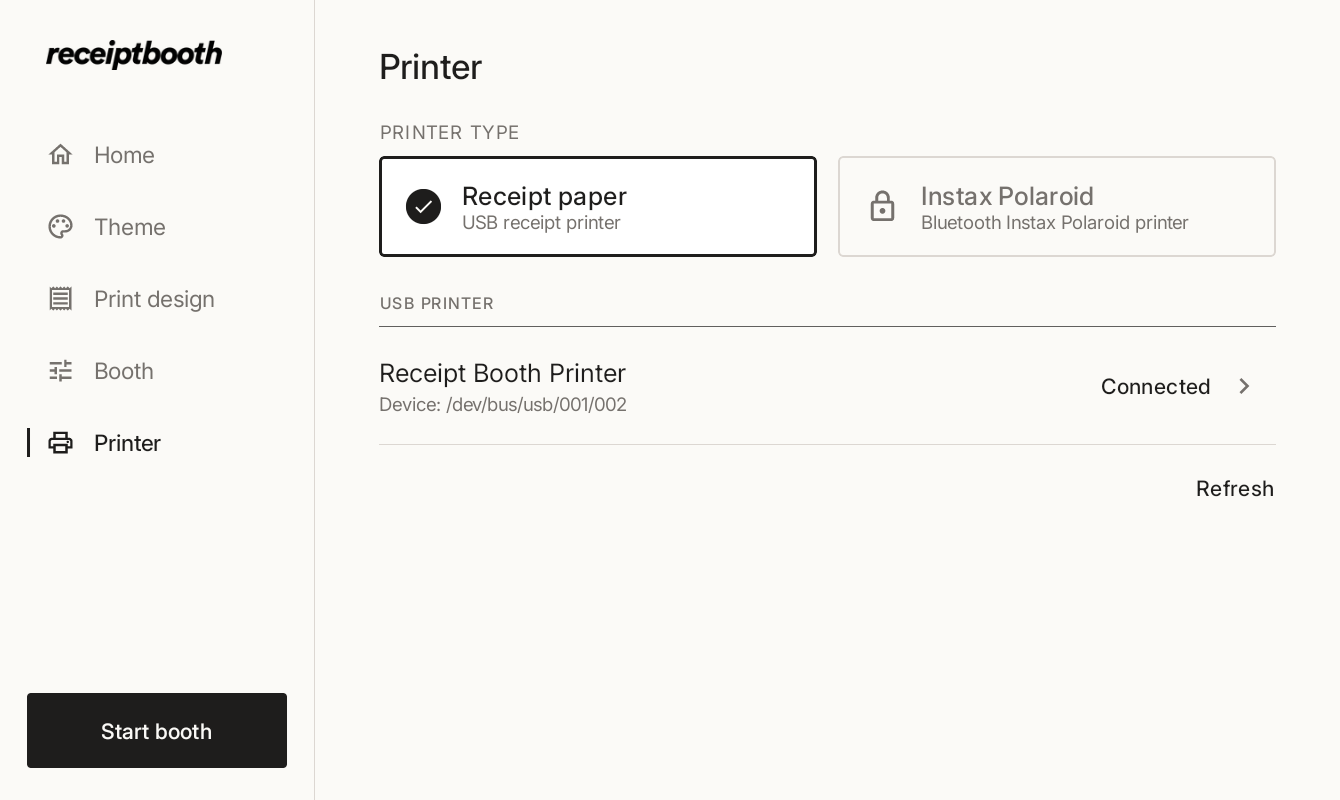 receiptbooth
Home
Theme
Print design
Booth
Printer
Start booth
Printer
PRINTER TYPE
Receipt paper
USB receipt printer
Instax Polaroid
Bluetooth Instax Polaroid printer
USB PRINTER
Receipt Booth Printer
Device: /dev/bus/usb/001/002
Connected
Refresh